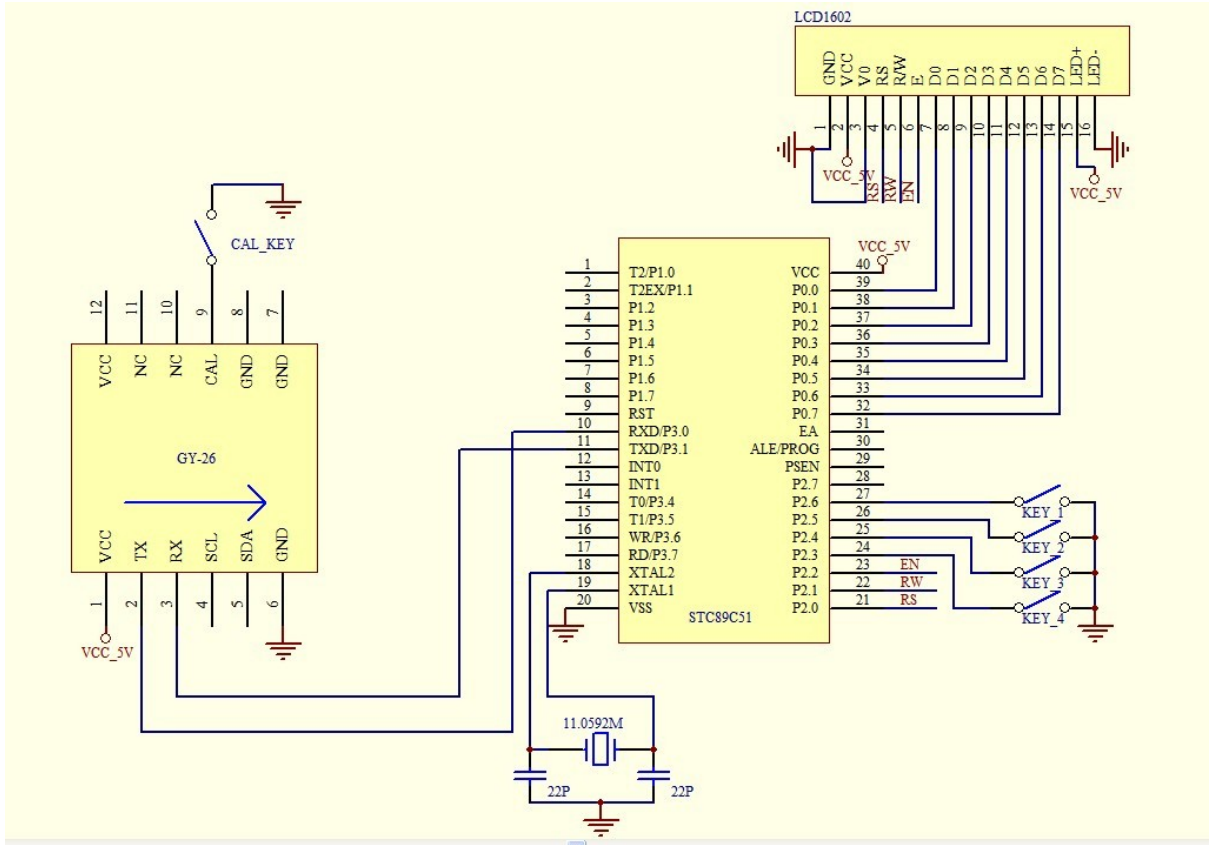 LCD1602
GND VCC V0 RS R/W E D0 D1 D2 D3 D4 D5 D6 D7 LED+ LED-
1 2 3 4 5 6 7 8 9 10 11 12 13 14 15 16
VCC_5V
RS
RW
EN
VCC_5V
CAL_KEY
12 11 10 9 8 7
VCC NC NC CAL GND GND
GY-26
VCC TX RX SCL SDA GND
1 2 3 4 5 6
VCC_5V
VCC_5V
1 T2/P1.0 VCC 40
2 T2EX/P1.1 P0.0 39
3 P1.2 P0.1 38
4 P1.3 P0.2 37
5 P1.4 P0.3 36
6 P1.5 P0.4 35
7 P1.6 P0.5 34
8 P1.7 P0.6 33
9 RST P0.7 32
10 RXD/P3.0 EA 31
11 TXD/P3.1 ALE/PROG 30
12 INT0 PSEN 29
13 INT1 P2.7 28
14 T0/P3.4 P2.6 27
15 T1/P3.5 P2.5 26
16 WR/P3.6 P2.4 25
17 RD/P3.7 P2.3 24
18 XTAL2 P2.2 23 EN
19 XTAL1 P2.1 22 RW
20 VSS P2.0 21 RS
STC89C51
KEY_1
KEY_2
KEY_3
KEY_4
11.0592M
22P 22P